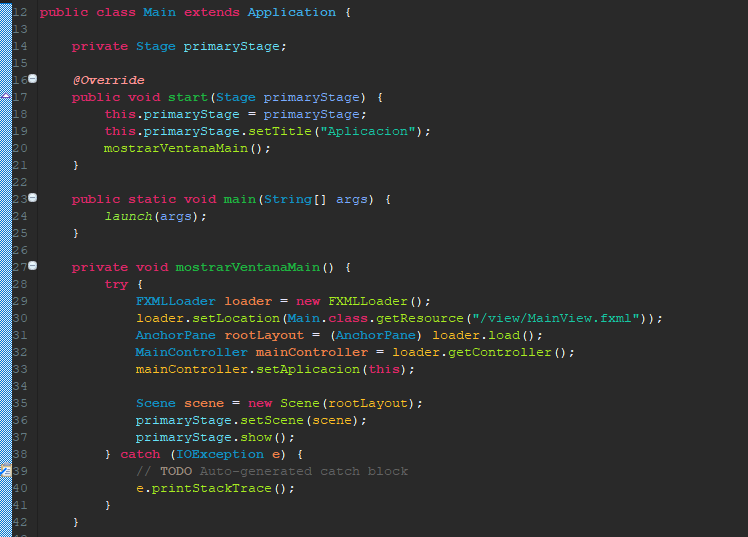 12 public class Main extends Application {
13
14     private Stage primaryStage;
15
16     @Override
17     public void start(Stage primaryStage) {
18         this.primaryStage = primaryStage;
19         this.primaryStage.setTitle("Aplicacion");
20         mostrarVentanaMain();
21     }
22
23     public static void main(String[] args) {
24         launch(args);
25     }
26
27     private void mostrarVentanaMain() {
28         try {
29             FXMLLoader loader = new FXMLLoader();
30             loader.setLocation(Main.class.getResource("/view/MainView.fxml"));
31             AnchorPane rootLayout = (AnchorPane) loader.load();
32             MainController mainController = loader.getController();
33             mainController.setAplicacion(this);
34
35             Scene scene = new Scene(rootLayout);
36             primaryStage.setScene(scene);
37             primaryStage.show();
38         } catch (IOException e) {
39             // TODO Auto-generated catch block
40             e.printStackTrace();
41         }
42     }